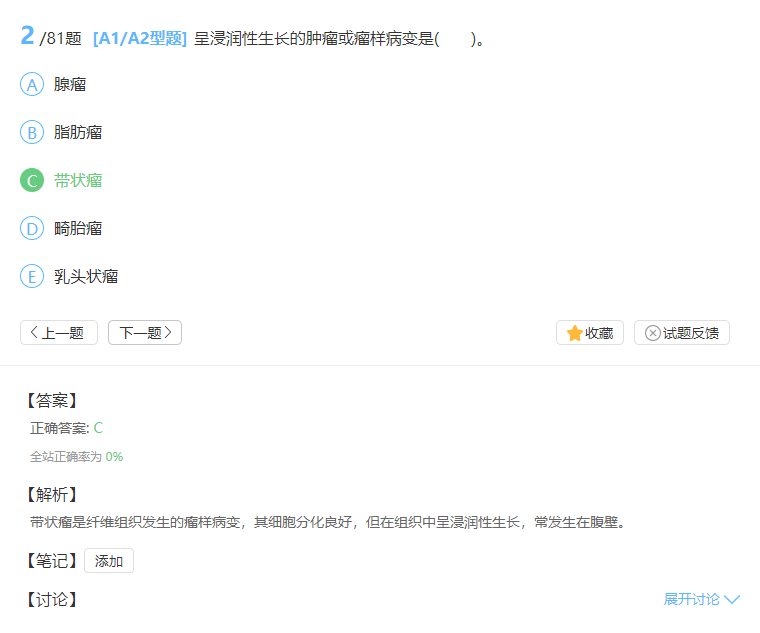 2/81题 [A1/A2型题] 呈浸润性生长的肿瘤或瘤样病变是(　　)。
A 腺瘤
B 脂肪瘤
C 带状瘤
D 畸胎瘤
E 乳头状瘤
上一题 下一题 收藏 试题反馈
【答案】
正确答案: C
全站正确率为 0%
【解析】
带状瘤是纤维组织发生的瘤样病变，其细胞分化良好，但在组织中呈浸润性生长，常发生在腹壁。
【笔记】 添加
【讨论】 展开讨论